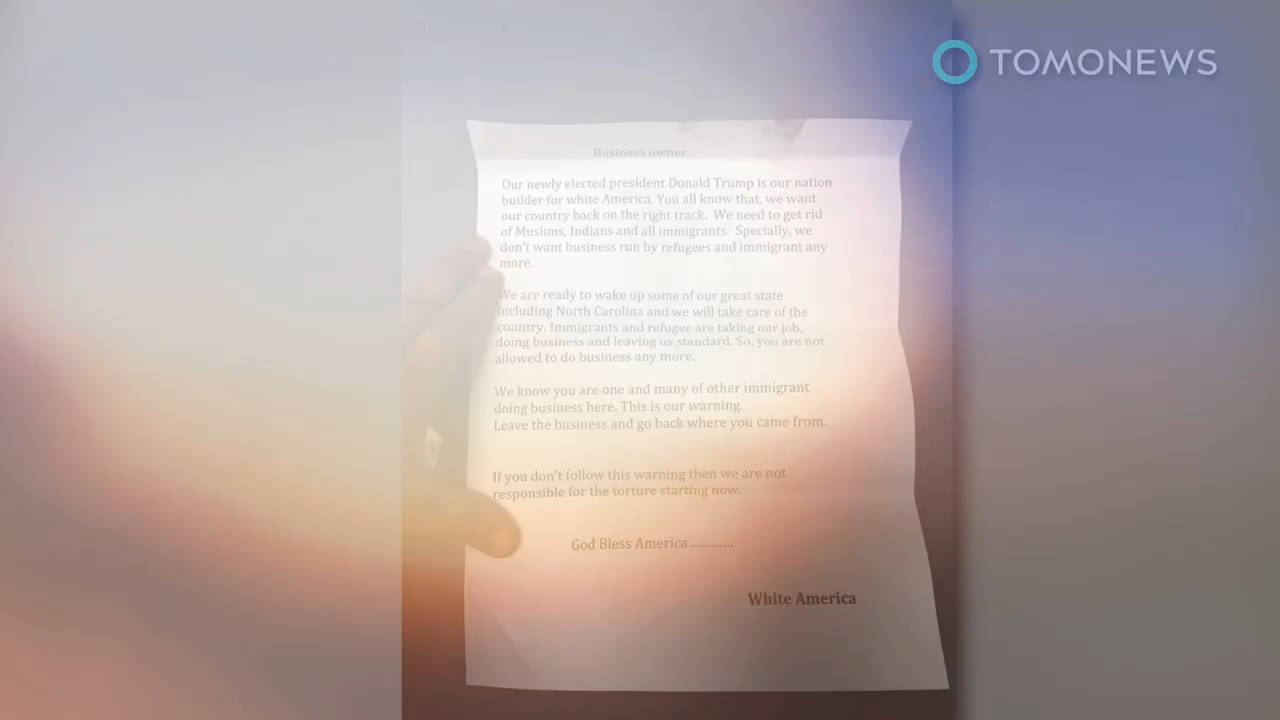 TOMONEWS
Business owner
Our newly elected president Donald Trump is our nation
builder for white America. You all know that, we want
our country back on the right track. We need to get rid
of Muslims, Indians and all immigrants. Specially, we
don't want business run by refugees and immigrant any
more.
We are ready to wake up some of our great state
including North Carolina and we will take care of the
country. Immigrants and refugee are taking our job,
doing business and leaving us standard. So, you are not
allowed to do business any more.
We know you are one and many of other immigrant
doing business here. This is our warning.
Leave the business and go back where you came from.
If you don't follow this warning then we are not
responsible for the torture starting now.
God Bless America............
White America